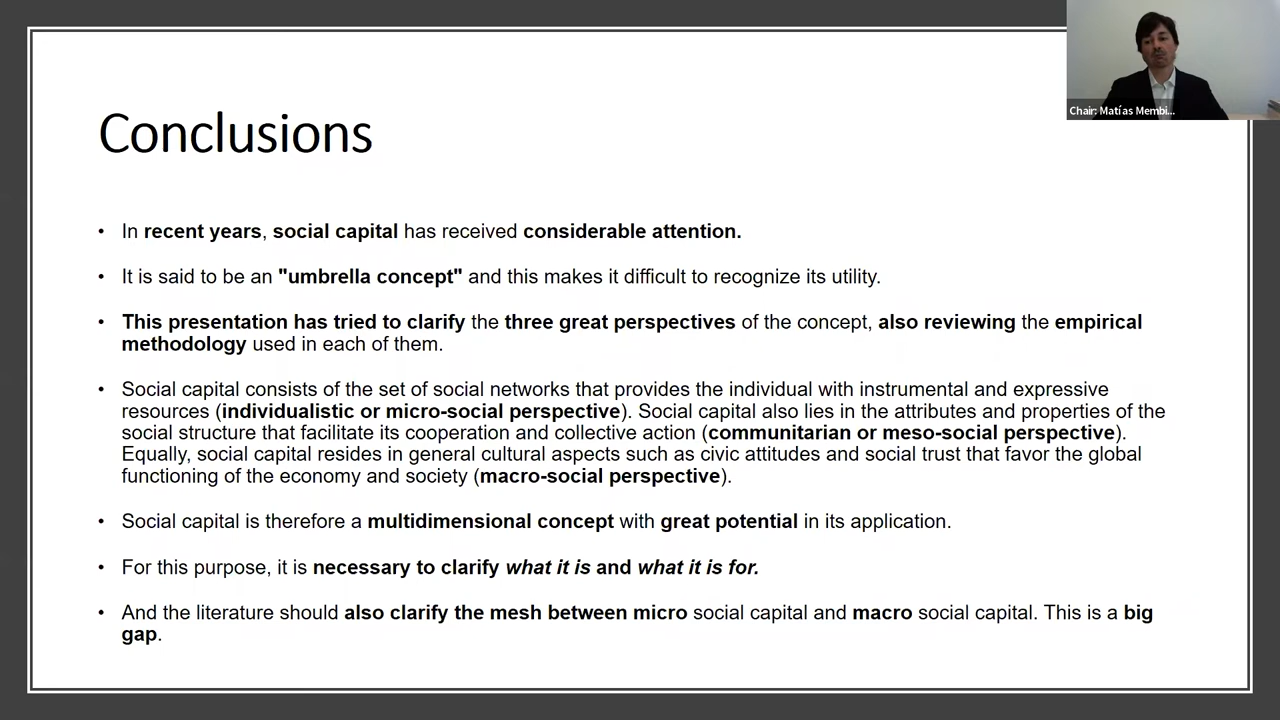 Conclusions
Chair: Matías Membi...
• In recent years, social capital has received considerable attention.
• It is said to be an "umbrella concept" and this makes it difficult to recognize its utility.
• This presentation has tried to clarify the three great perspectives of the concept, also reviewing the empirical
methodology used in each of them.
• Social capital consists of the set of social networks that provides the individual with instrumental and expressive
resources (individualistic or micro-social perspective). Social capital also lies in the attributes and properties of the
social structure that facilitate its cooperation and collective action (communitarian or meso-social perspective).
Equally, social capital resides in general cultural aspects such as civic attitudes and social trust that favor the global
functioning of the economy and society (macro-social perspective).
• Social capital is therefore a multidimensional concept with great potential in its application.
• For this purpose, it is necessary to clarify what it is and what it is for.
• And the literature should also clarify the mesh between micro social capital and macro social capital. This is a big
gap.